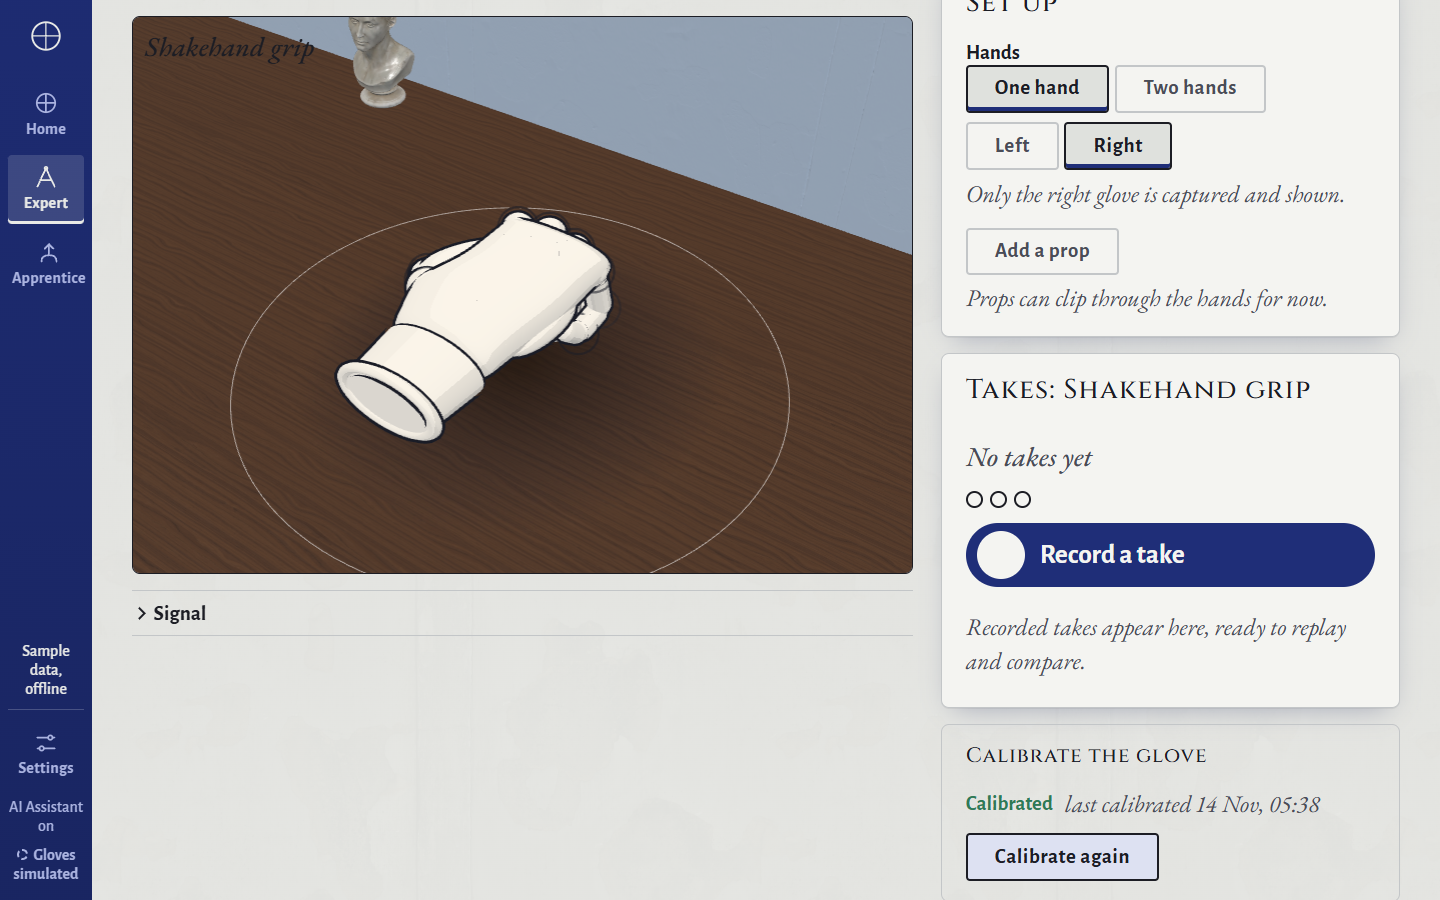 Home
Expert
Apprentice
Sample
data,
offline
Settings
AI Assistant
on
Gloves
simulated
Shakehand grip
Signal
SET UP
Hands
One hand
Two hands
Left
Right
Only the right glove is captured and shown.
Add a prop
Props can clip through the hands for now.
TAKES: SHAKEHAND GRIP
No takes yet
Record a take
Recorded takes appear here, ready to replay
and compare.
CALIBRATE THE GLOVE
Calibrated last calibrated 14 Nov, 05:38
Calibrate again